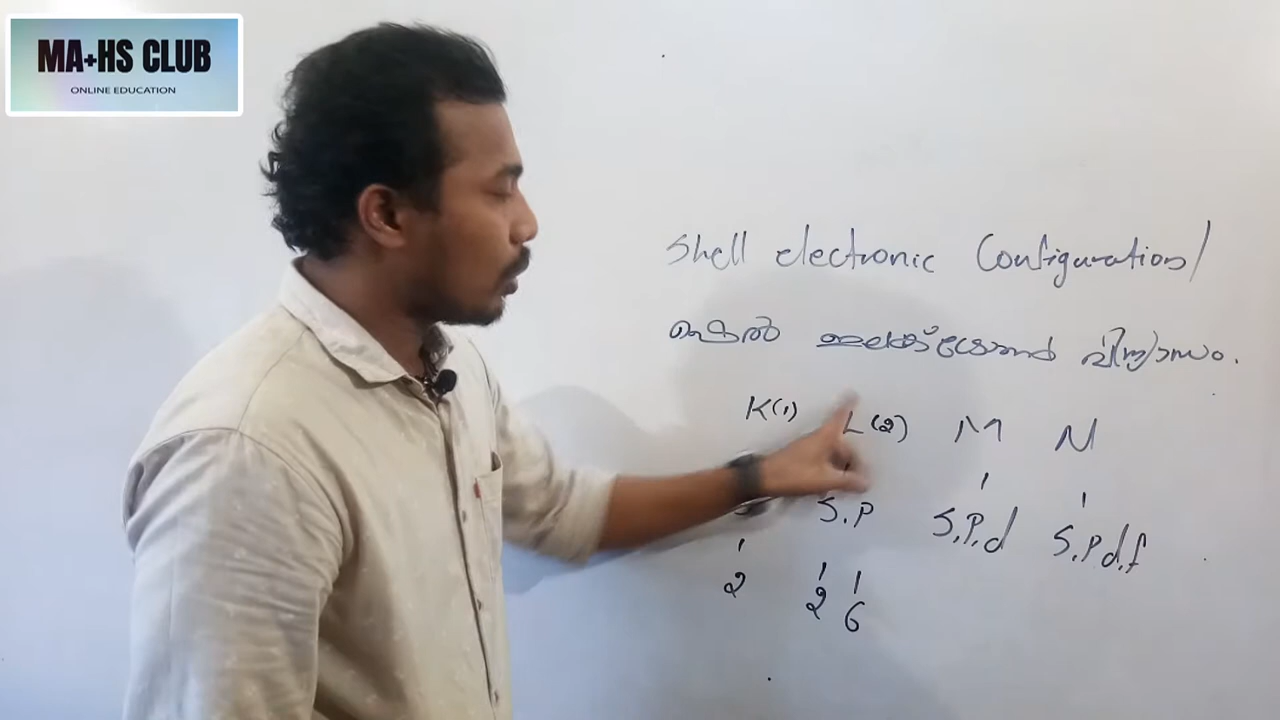 MA+HS CLUB
ONLINE EDUCATION
Shell electronic Configuration/
ഷെൽ ഇലക്ട്രോൺ വിന്യാസം.
K(1) L(2) M N
S,P S,P,d S,P,d,f
2 2 6